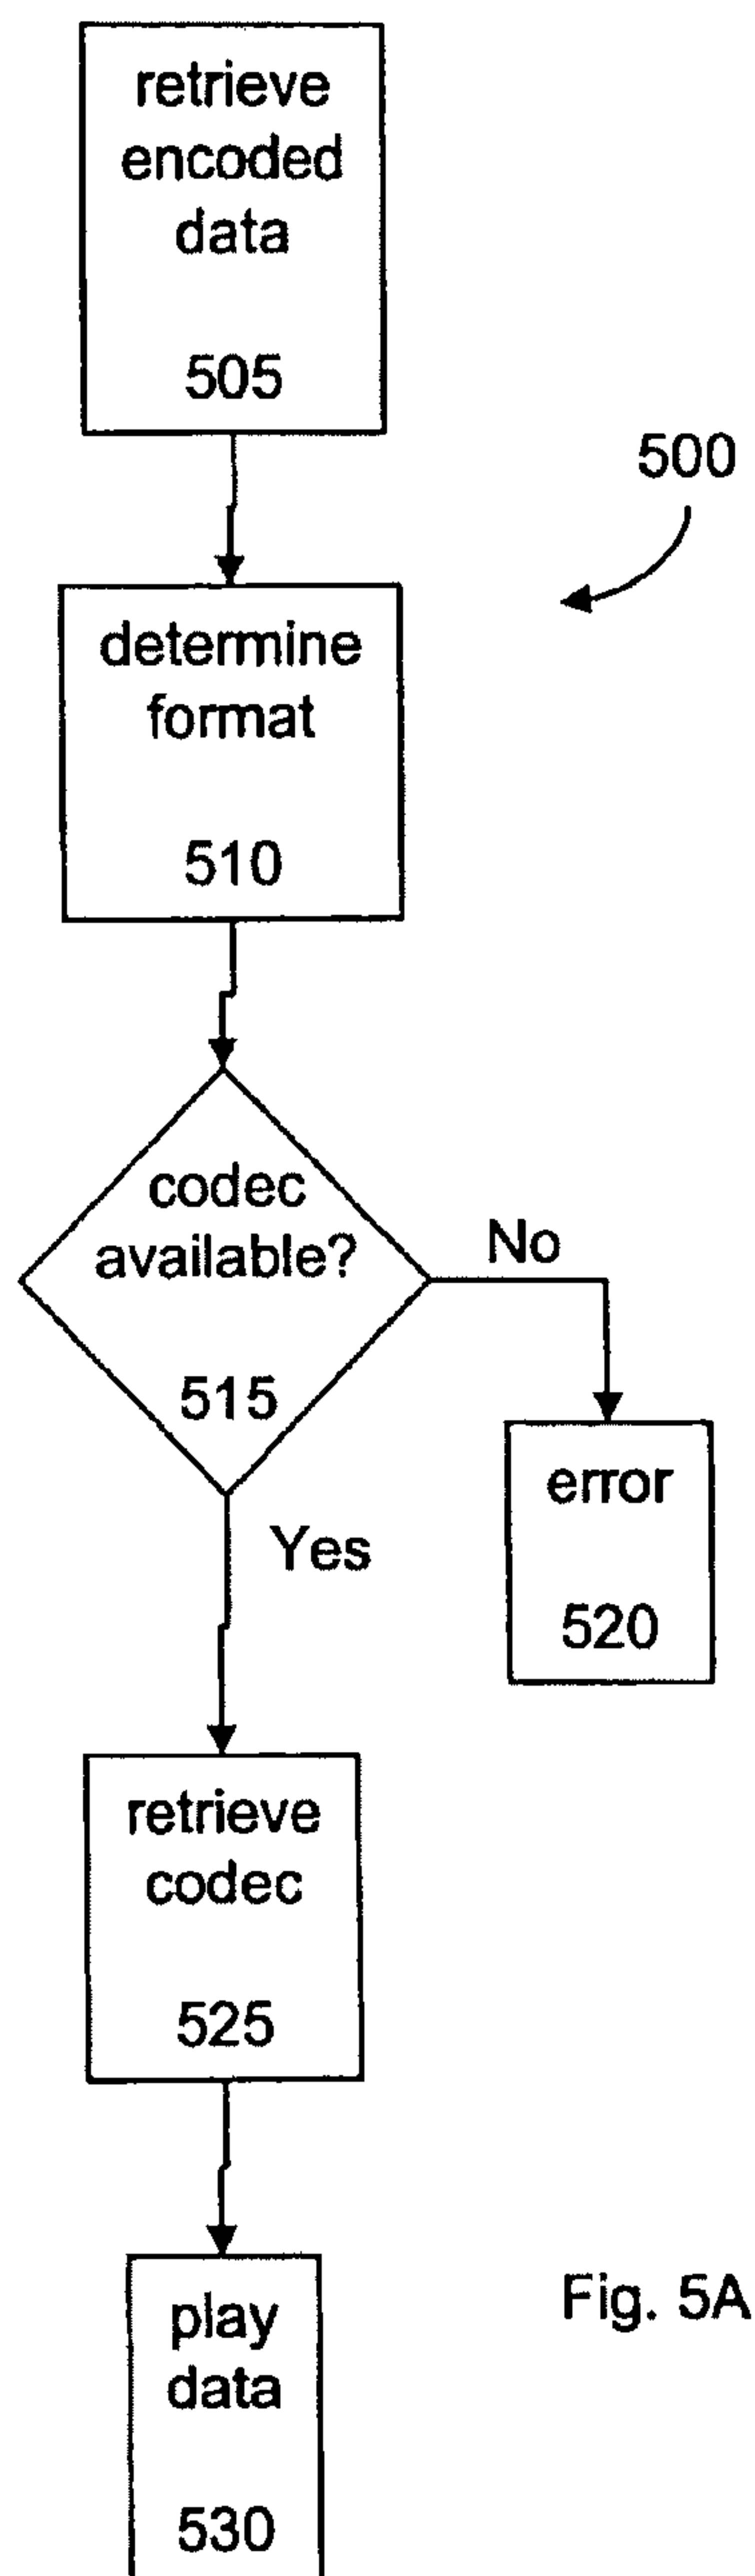 retrieve
encoded
data
505
500
determine
format
510
codec
available?
515
No
error
520
Yes
retrieve
codec
525
play
data
530
Fig. 5A